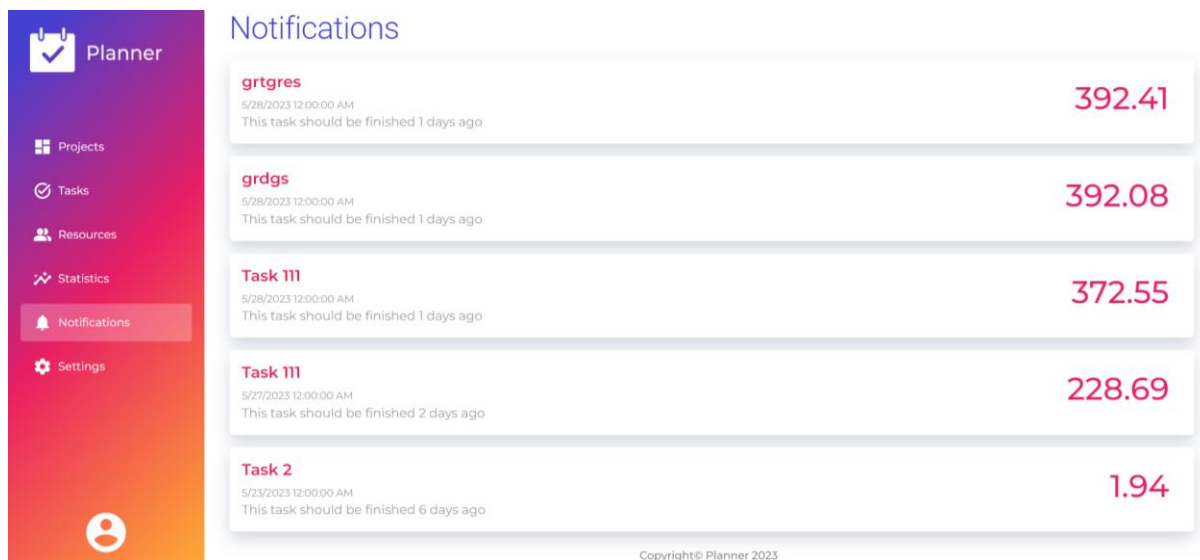 Planner
Projects
Tasks
Resources
Statistics
Notifications
Settings
Notifications
grtgres
5/28/2023 12:00:00 AM
This task should be finished 1 days ago
392.41
grdgs
5/28/2023 12:00:00 AM
This task should be finished 1 days ago
392.08
Task 111
5/28/2023 12:00:00 AM
This task should be finished 1 days ago
372.55
Task 111
5/27/2023 12:00:00 AM
This task should be finished 2 days ago
228.69
Task 2
5/23/2023 12:00:00 AM
This task should be finished 6 days ago
1.94
Copyright© Planner 2023